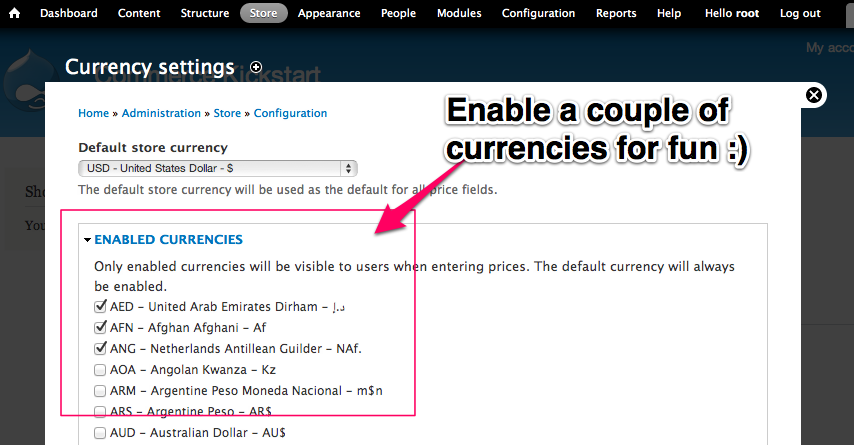 Dashboard Content Structure Store Appearance People Modules Configuration Reports Help Hello root Log out
My acco
Currency settings
Commerce Kickstart
Home » Administration » Store » Configuration
Enable a couple of
currencies for fun :)
Default store currency
USD - United States Dollar - $
The default store currency will be used as the default for all price fields.
Sho
You
ENABLED CURRENCIES
Only enabled currencies will be visible to users when entering prices. The default currency will always
be enabled.
AED - United Arab Emirates Dirham - د.إ
AFN - Afghan Afghani - Af
ANG - Netherlands Antillean Guilder - NAf.
AOA - Angolan Kwanza - Kz
ARM - Argentine Peso Moneda Nacional - m$n
ARS - Argentine Peso - AR$
AUD - Australian Dollar - AU$